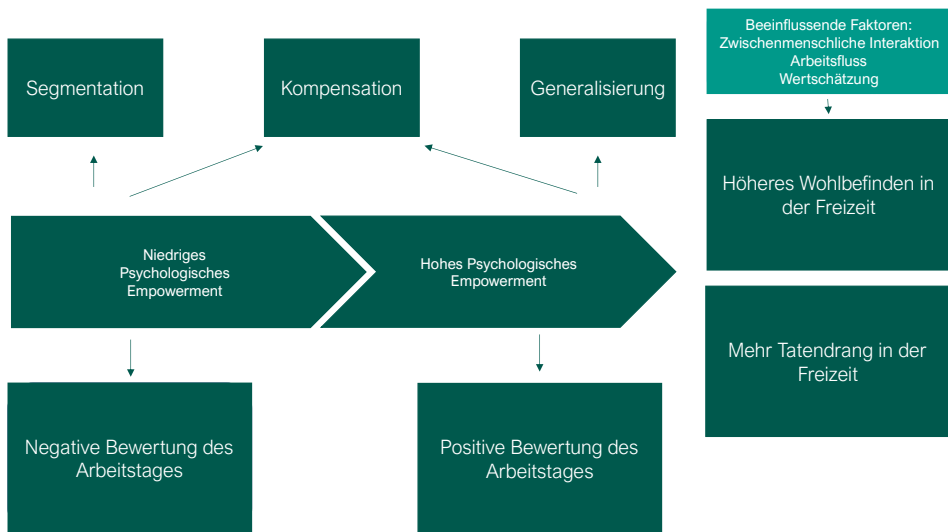 Segmentation
Kompensation
Generalisierung
Beeinflussende Faktoren:
Zwischenmenschliche Interaktion
Arbeitsfluss
Wertschätzung
Höheres Wohlbefinden in
der Freizeit
Niedriges
Psychologisches
Empowerment
Hohes Psychologisches
Empowerment
Mehr Tatendrang in der
Freizeit
Negative Bewertung des
Arbeitstages
Positive Bewertung des
Arbeitstages